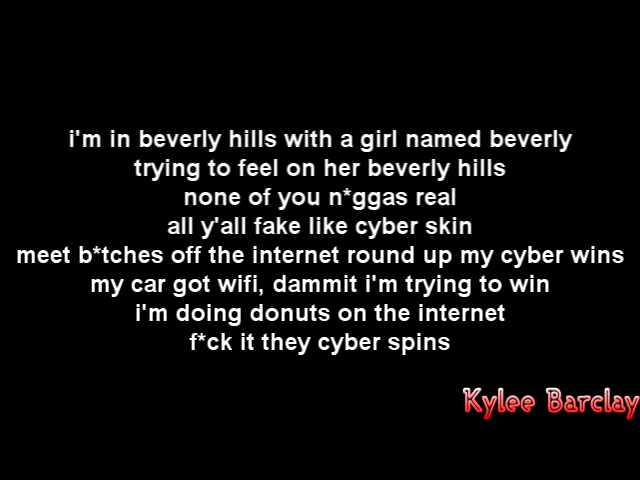 i'm in beverly hills with a girl named beverly
trying to feel on her beverly hills
none of you n*ggas real
all y'all fake like cyber skin
meet b*tches off the internet round up my cyber wins
my car got wifi, dammit i'm trying to win
i'm doing donuts on the internet
f*ck it they cyber spins
Kylee Barclay